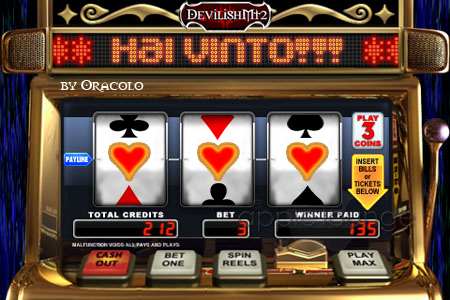 DEVILISHMT2
HAI VINTO!!!
BY ORACOLO
PLAY
3
COINS
PAYLINE
INSERT
BILLS
or
TICKETS
BELOW
TOTAL CREDITS
BET
WINNER PAID
212
3
135
MALFUNCTION VOIDS ALL PAYS AND PLAYS
CASH
OUT
BET
ONE
SPIN
REELS
PLAY
MAX